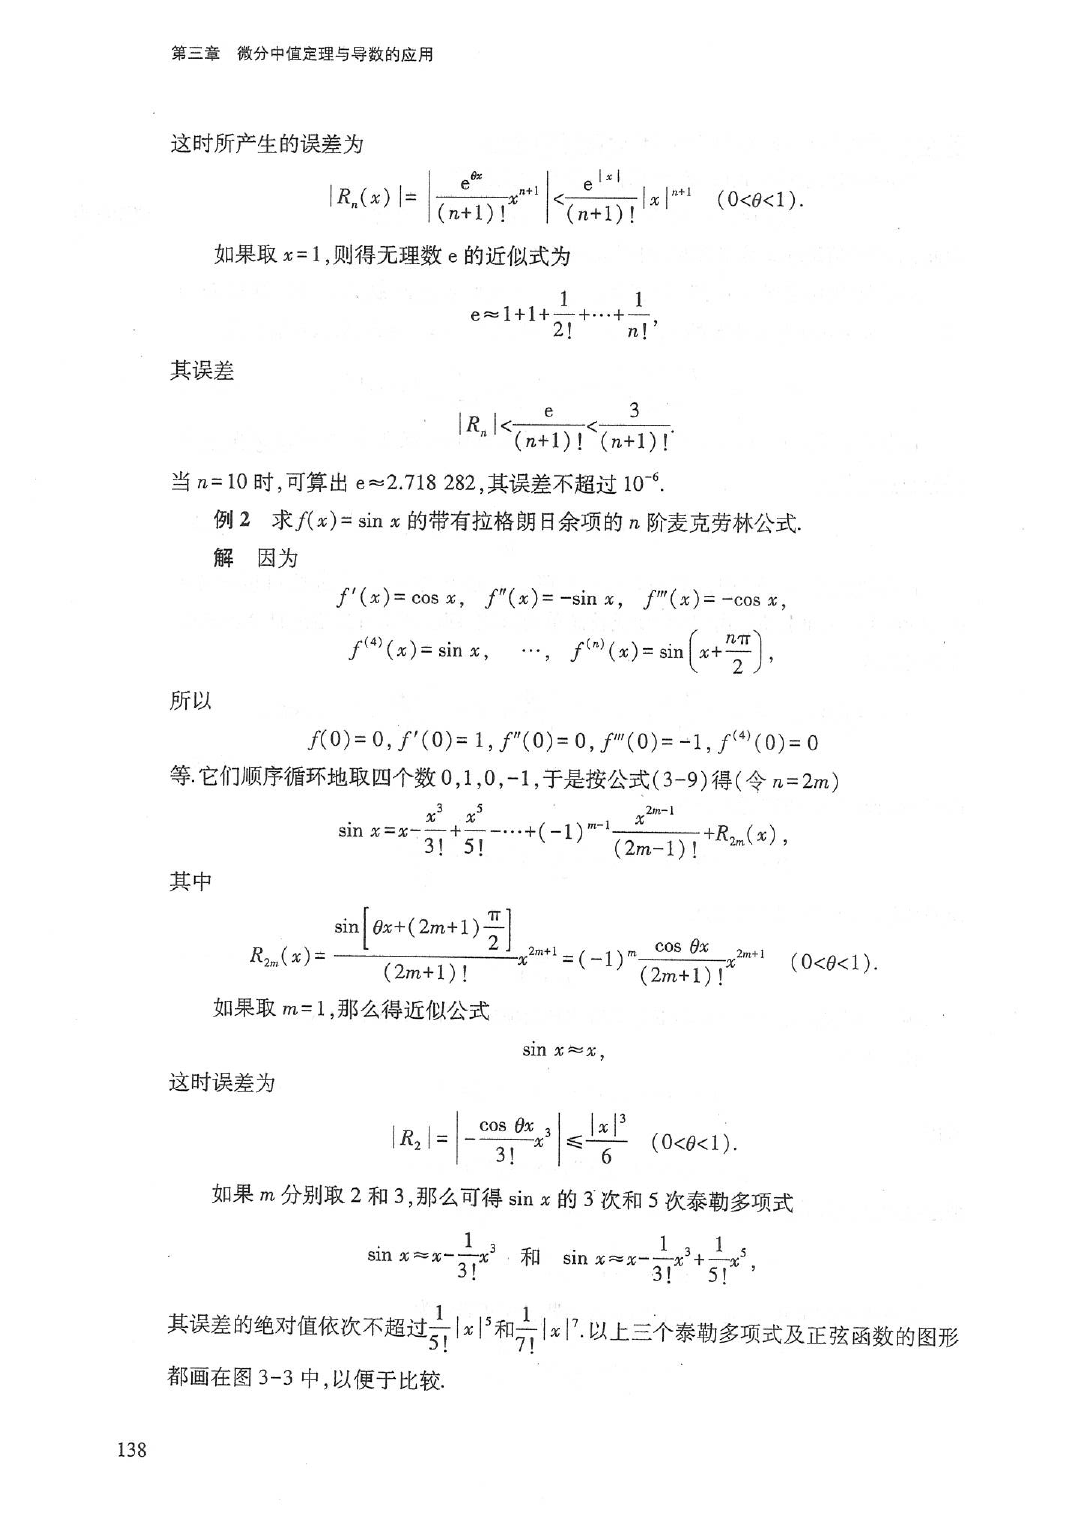 第三章 微分中值定理与导数的应用
这时所产生的误差为
|Rₙ(x)|=|e^{θx}/(n+1)! x^{n+1}|<e^{|x|}/(n+1)! |x|^{n+1} (0<θ<1).
如果取 x=1,则得无理数 e 的近似式为
e≈1+1+1/2!+⋯+1/n!,
其误差
|Rₙ|<e/(n+1)!<3/(n+1)!.
当 n=10 时,可算出 e≈2.718 282,其误差不超过 10⁻⁶.
例 2 求 f(x)=sin x 的带有拉格朗日余项的 n 阶麦克劳林公式.
解 因为
f′(x)=cos x, f″(x)=-sin x, f‴(x)=-cos x,
f⁽⁴⁾(x)=sin x, ⋯, f⁽ⁿ⁾(x)=sin(x+nπ/2),
所以
f(0)=0,f′(0)=1,f″(0)=0,f‴(0)=-1,f⁽⁴⁾(0)=0
等.它们顺序循环地取四个数 0,1,0,-1,于是按公式(3-9)得(令 n=2m)
sin x=x-x³/3!+x⁵/5!-⋯+(-1)^{m-1} x^{2m-1}/(2m-1)!+R_{2m}(x),
其中
R_{2m}(x)=sin[θx+(2m+1)π/2]/(2m+1)! x^{2m+1}=(-1)^m cos θx/(2m+1)! x^{2m+1} (0<θ<1).
如果取 m=1,那么得近似公式
sin x≈x,
这时误差为
|R₂|=|-cos θx/3! x³|≤|x|³/6 (0<θ<1).
如果 m 分别取 2 和 3,那么可得 sin x 的 3 次和 5 次泰勒多项式
sin x≈x-1/3! x³ 和 sin x≈x-1/3! x³+1/5! x⁵,
其误差的绝对值依次不超过 1/5! |x|⁵ 和 1/7! |x|⁷.以上三个泰勒多项式及正弦函数的图形
都画在图 3-3 中,以便于比较.
138